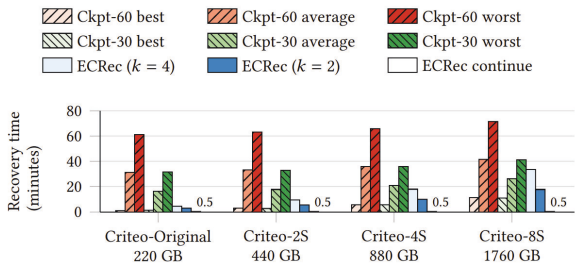 Ckpt-60 best Ckpt-60 average Ckpt-60 worst
Ckpt-30 best Ckpt-30 average Ckpt-30 worst
ECRec (k = 4) ECRec (k = 2) ECRec continue
Recovery time
(minutes)
80
60
40
20
0
0.5 0.5 0.5 0.5
Criteo-Original Criteo-2S Criteo-4S Criteo-8S
220 GB 440 GB 880 GB 1760 GB